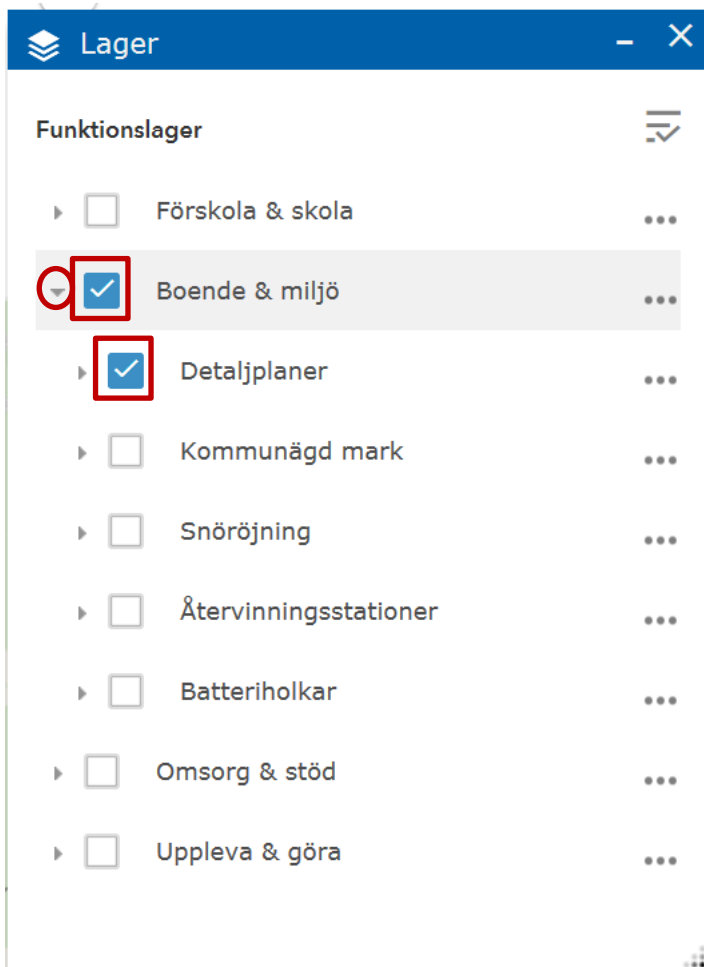 Lager
Funktionslager
Förskola & skola
Boende & miljö
Detaljplaner
Kommunägd mark
Snöröjning
Återvinningsstationer
Batteriholkar
Omsorg & stöd
Uppleva & göra